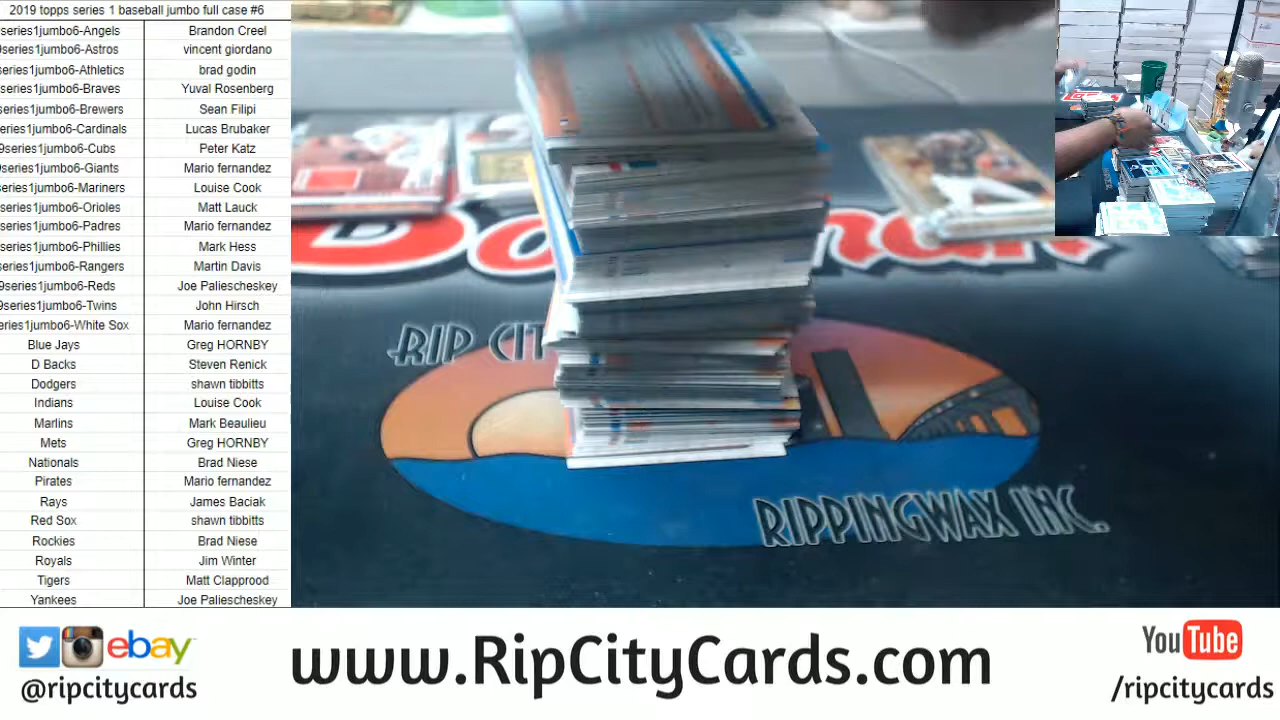 2019 topps series 1 baseball jumbo full case #6
series1jumbo6-Angels Brandon Creel
9series1jumbo6-Astros vincent giordano
series1jumbo6-Athletics brad godin
series1jumbo6-Braves Yuval Rosenberg
series1jumbo6-Brewers Sean Filipi
series1jumbo6-Cardinals Lucas Brubaker
9series1jumbo6-Cubs Peter Katz
series1jumbo6-Giants Mario fernandez
series1jumbo6-Mariners Louise Cook
series1jumbo6-Orioles Matt Lauck
series1jumbo6-Padres Mario fernandez
series1jumbo6-Phillies Mark Hess
series1jumbo6-Rangers Martin Davis
9series1jumbo6-Reds Joe Paliescheskey
9series1jumbo6-Twins John Hirsch
eries1jumbo6-White Sox Mario fernandez
Blue Jays Greg HORNBY
D Backs Steven Renick
Dodgers shawn tibbitts
Indians Louise Cook
Marlins Mark Beaulieu
Mets Greg HORNBY
Nationals Brad Niese
Pirates Mario fernandez
Rays James Baciak
Red Sox shawn tibbitts
Rockies Brad Niese
Royals Jim Winter
Tigers Matt Clapprood
Yankees Joe Paliescheskey
RIP CIT
RIPPINGWAX INC.
ebay
@ripcitycards
www.RipCityCards.com
YouTube
/ripcitycards